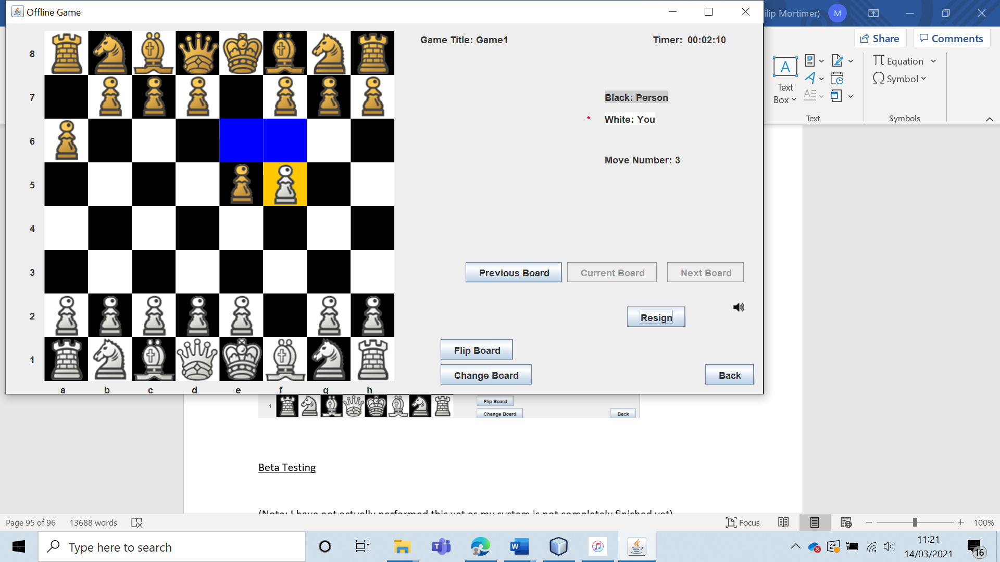 Offline Game
ilip Mortimer)
M
Share
Comments
Game Title: Game1
Timer: 00:02:10
Equation
Symbol
Text
Box
Text
Symbols
8
7
6
5
4
3
2
1
a b c d e f g h
Black: Person
* White: You
Move Number: 3
Previous Board
Current Board
Next Board
Resign
Flip Board
Change Board
Back
1
Flip Board
Change Board
Back
Beta Testing
(Note: I have not actually performed this yet as my system is not completely finished yet)
Page 95 of 96
13688 words
Focus
100%
Type here to search
11:21
14/03/2021
16